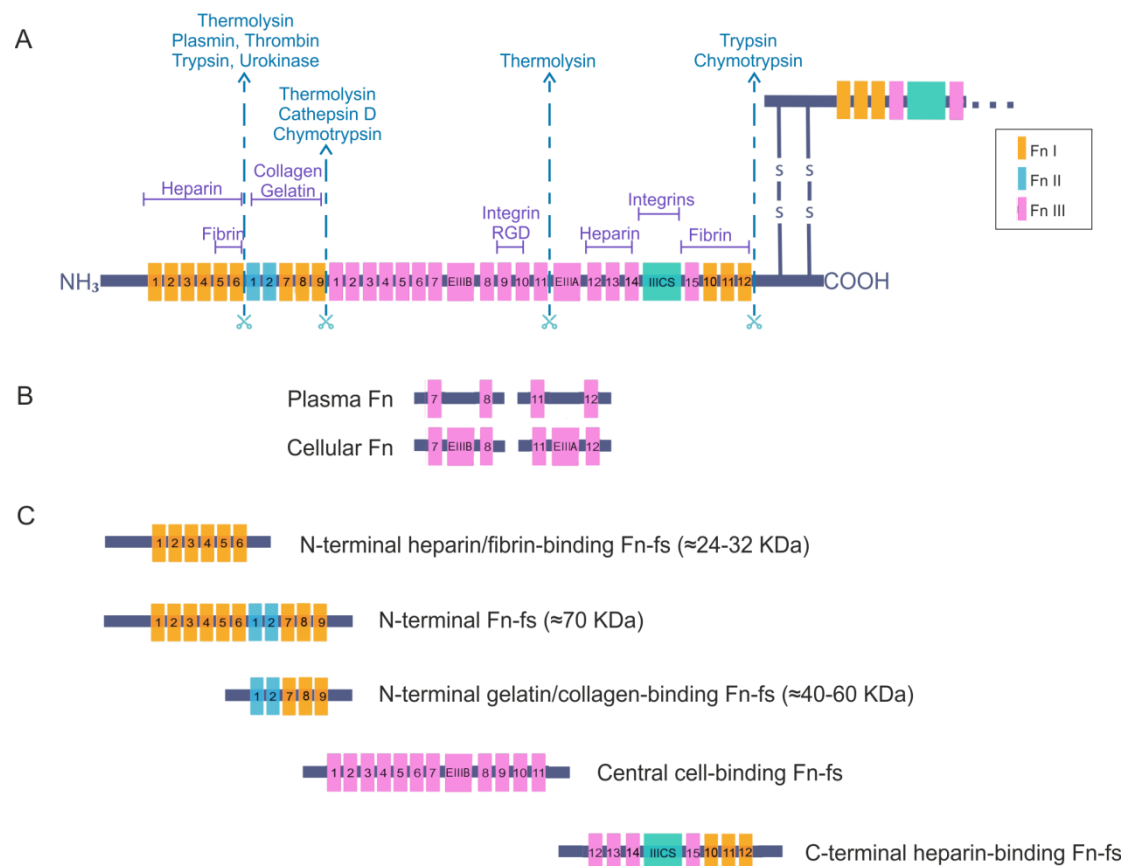 A
Thermolysin
Plasmin, Thrombin
Trypsin, Urokinase
Thermolysin
Cathepsin D
Chymotrypsin
Thermolysin
Trypsin
Chymotrypsin
Fn I
Fn II
Fn III
S S
S S
Heparin
Fibrin
Collagen
Gelatin
Integrin
RGD
Integrins
Heparin
Fibrin
NH₃ 1 2 3 4 5 6 1 2 7 8 9 1 2 3 4 5 6 7 EIIIB 8 9 10 11 EIIIA 12 13 14 IIICS 15 10 11 12 COOH
B
Plasma Fn 7 8 11 12
Cellular Fn 7 EIIIB 8 11 EIIIA 12
C
1 2 3 4 5 6 N-terminal heparin/fibrin-binding Fn-fs (≈24-32 KDa)
1 2 3 4 5 6 1 2 7 8 9 N-terminal Fn-fs (≈70 KDa)
1 2 7 8 9 N-terminal gelatin/collagen-binding Fn-fs (≈40-60 KDa)
1 2 3 4 5 6 7 EIIIB 8 9 10 11 Central cell-binding Fn-fs
12 13 14 IIICS 15 10 11 12 C-terminal heparin-binding Fn-fs